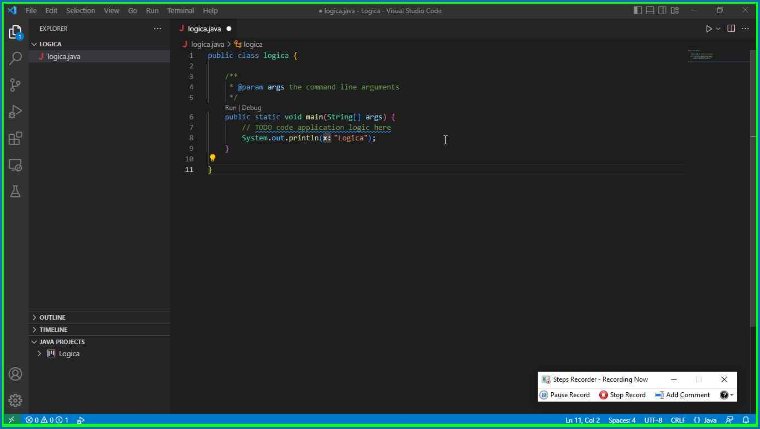 File Edit Selection View Go Run Terminal Help
● logica.java - Logica - Visual Studio Code
EXPLORER ···
LOGICA
J logica.java
1
OUTLINE
TIMELINE
JAVA PROJECTS
Logica
J logica.java ●
J logica.java > logica
1 public class logica {
2
3 /**
4 * @param args the command line arguments
5 */
Run | Debug
6 public static void main(String[] args) {
7 // TODO code application logic here
8 System.out.println(x: "Logica");
9 }
10
11 }
Steps Recorder - Recording Now
Pause Record Stop Record Add Comment
0 0 1 Ln 11, Col 2 Spaces: 4 UTF-8 CRLF {} Java